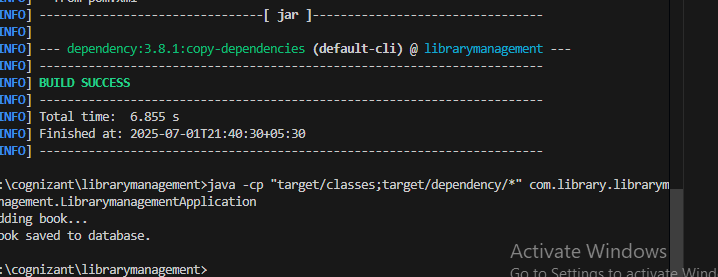 from pom.xml
INFO] --------------------------------[ jar ]---------------------------------
INFO]
INFO] --- dependency:3.8.1:copy-dependencies (default-cli) @ librarymanagement ---
INFO] ------------------------------------------------------------------------
INFO] BUILD SUCCESS
INFO] ------------------------------------------------------------------------
INFO] Total time:  6.855 s
INFO] Finished at: 2025-07-01T21:40:30+05:30
INFO] ------------------------------------------------------------------------
:\cognizant\librarymanagement>java -cp "target/classes;target/dependency/*" com.library.librarym
nagement.LibrarymanagementApplication
dding book...
ook saved to database.
:\cognizant\librarymanagement>
Activate Windows
Go to Settings to activate Wind